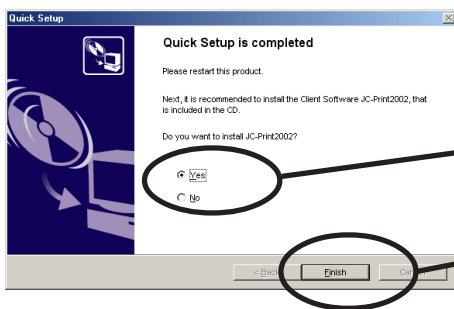 Quick Setup
Quick Setup is completed
Please restart this product.
Next, it is recommended to install the Client Software JC-Print2002, that
is included in the CD.
Do you want to install JC-Print2002?
Yes
No
< Back
Finish